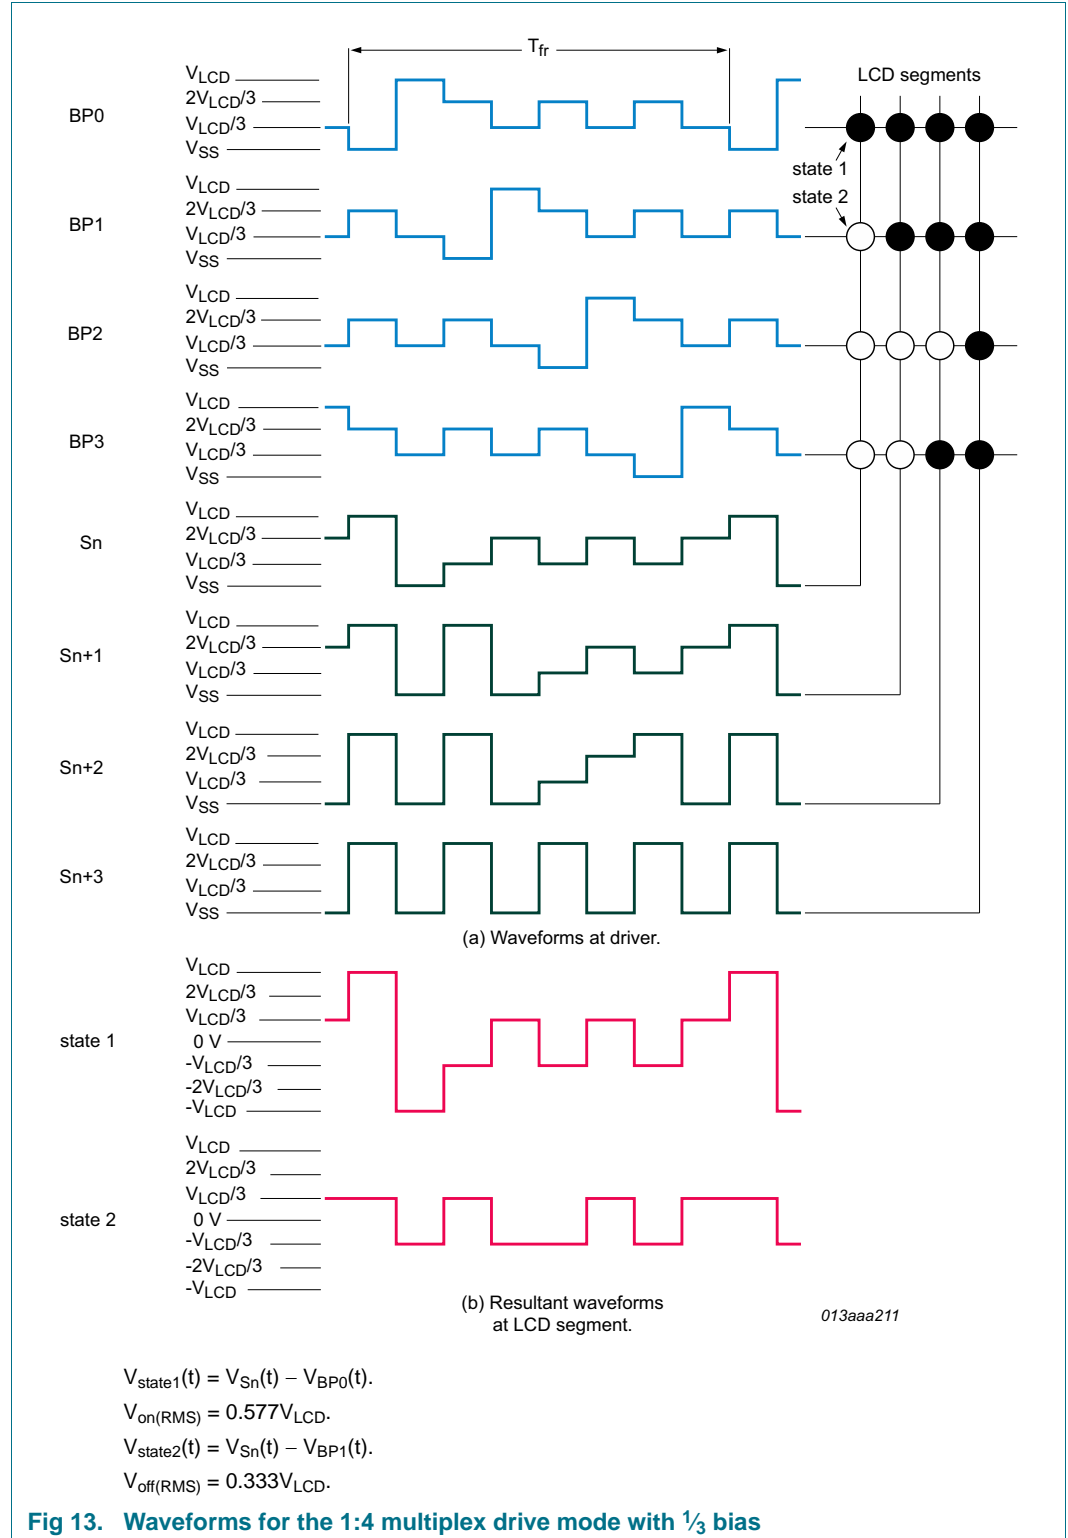 Tfr
LCD segments
BP0
VLCD
2VLCD/3
VLCD/3
VSS
state 1
state 2
BP1
VLCD
2VLCD/3
VLCD/3
VSS
BP2
VLCD
2VLCD/3
VLCD/3
VSS
BP3
VLCD
2VLCD/3
VLCD/3
VSS
Sn
VLCD
2VLCD/3
VLCD/3
VSS
Sn+1
VLCD
2VLCD/3
VLCD/3
VSS
Sn+2
VLCD
2VLCD/3
VLCD/3
VSS
Sn+3
VLCD
2VLCD/3
VLCD/3
VSS
(a) Waveforms at driver.
state 1
VLCD
2VLCD/3
VLCD/3
0 V
-VLCD/3
-2VLCD/3
-VLCD
state 2
VLCD
2VLCD/3
VLCD/3
0 V
-VLCD/3
-2VLCD/3
-VLCD
(b) Resultant waveforms
at LCD segment.
013aaa211
Vstate1(t) = VSn(t) − VBP0(t).
Von(RMS) = 0.577VLCD.
Vstate2(t) = VSn(t) − VBP1(t).
Voff(RMS) = 0.333VLCD.
Fig 13. Waveforms for the 1:4 multiplex drive mode with 1⁄3 bias